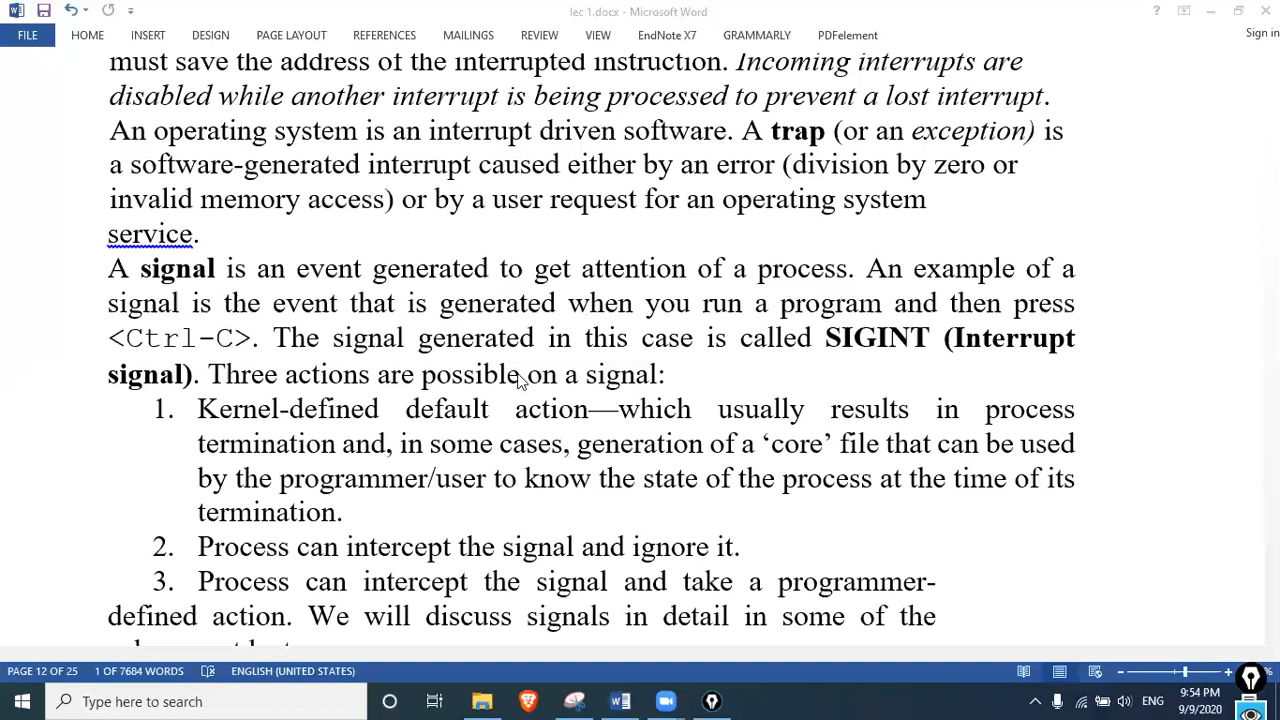 lec 1.docx - Microsoft Word
FILE HOME INSERT DESIGN PAGE LAYOUT REFERENCES MAILINGS REVIEW VIEW EndNote X7 GRAMMARLY PDFelement Sign in
must save the address of the interrupted instruction. Incoming interrupts are
disabled while another interrupt is being processed to prevent a lost interrupt.
An operating system is an interrupt driven software. A trap (or an exception) is
a software-generated interrupt caused either by an error (division by zero or
invalid memory access) or by a user request for an operating system
service.
A signal is an event generated to get attention of a process. An example of a
signal is the event that is generated when you run a program and then press
<Ctrl-C>. The signal generated in this case is called SIGINT (Interrupt
signal). Three actions are possible on a signal:
1. Kernel-defined default action—which usually results in process
termination and, in some cases, generation of a ‘core’ file that can be used
by the programmer/user to know the state of the process at the time of its
termination.
2. Process can intercept the signal and ignore it.
3. Process can intercept the signal and take a programmer-
defined action. We will discuss signals in detail in some of the
PAGE 12 OF 25 1 OF 7684 WORDS ENGLISH (UNITED STATES)
Type here to search
ENG
9:54 PM
9/9/2020